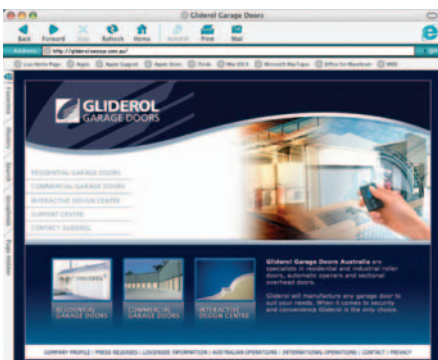 Gliderol Garage Doors
Back Forward Stop Refresh Home AutoFill Print Mail
Address: http://gliderol
Live Home Page Apple Apple Support Apple Store iTools Mac OS X Microsoft MacTopia Office for Macintosh MSN
Favorites
History
Search
Scrapbook
Page Holder
GLIDEROL
GARAGE DOORS
RESIDENTIAL GARAGE DOORS
COMMERCIAL GARAGE DOORS
INTERACTIVE DESIGN CENTRE
SUPPORT CENTRE
CONTACT GLIDEROL
RESIDENTIAL
GARAGE DOORS
COMMERCIAL
GARAGE DOORS
INTERACTIVE
DESIGN CENTRE
Gliderol Garage Doors Australia are
specialists in residential and industrial roller
doors, automatic openers and sectional
overhead doors.
Gliderol will manufacture any garage door to
suit your needs. When it comes to security
and convenience Gliderol is the only choice.
COMPANY PROFILE | PRESS RELEASES | LICENSEE INFORMATION | AUSTRALIAN OPERATIONS | INTERNATIONAL OPERATIONS | CONTACT | PRIVACY